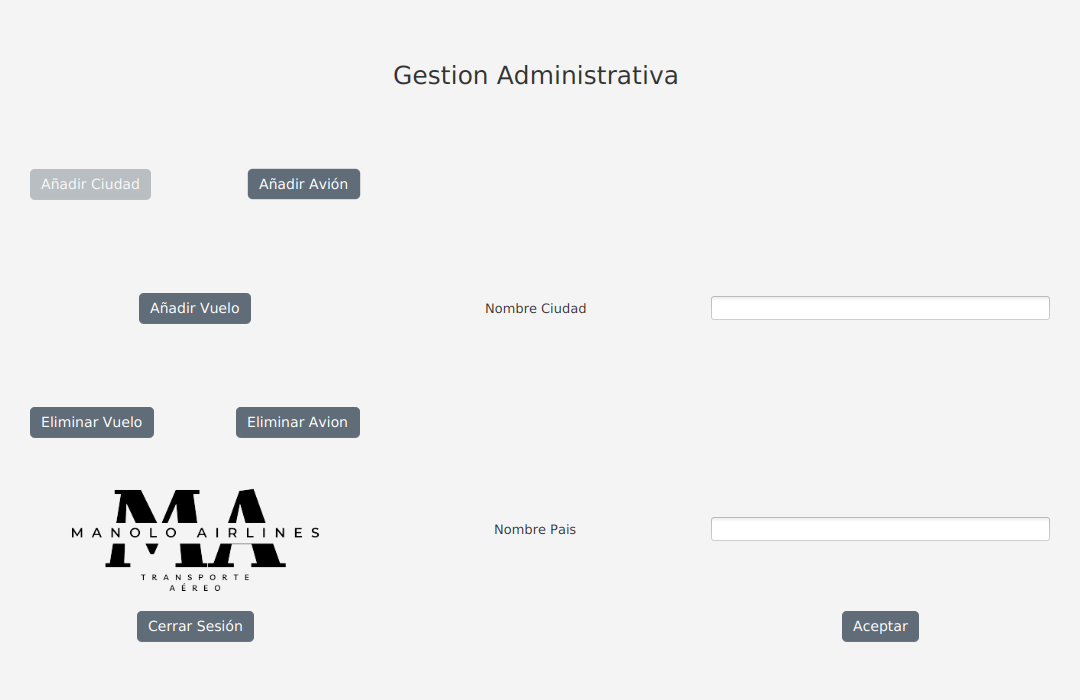 Gestion Administrativa
Añadir Ciudad
Añadir Avión
Añadir Vuelo
Nombre Ciudad
Eliminar Vuelo
Eliminar Avion
MA
MANOLO AIRLINES
TRANSPORTE
AÉREO
Nombre Pais
Cerrar Sesión
Aceptar